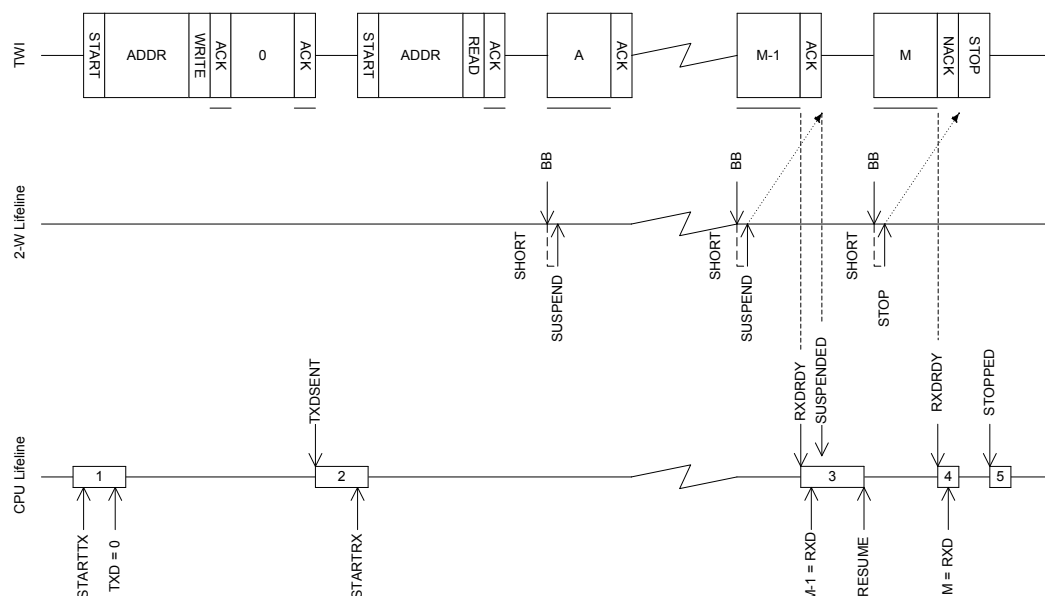 TWI
START
ADDR
WRITE
ACK
0
ACK
START
ADDR
READ
ACK
A
ACK
M-1
ACK
M
NACK
STOP
2-W Lifeline
BB
SHORT
SUSPEND
BB
SHORT
SUSPEND
BB
SHORT
STOP
CPU Lifeline
TXDSENT
RXDRDY
SUSPENDED
RXDRDY
STOPPED
1
2
3
4
5
STARTTX
TXD = 0
STARTRX
M-1 = RXD
RESUME
M = RXD